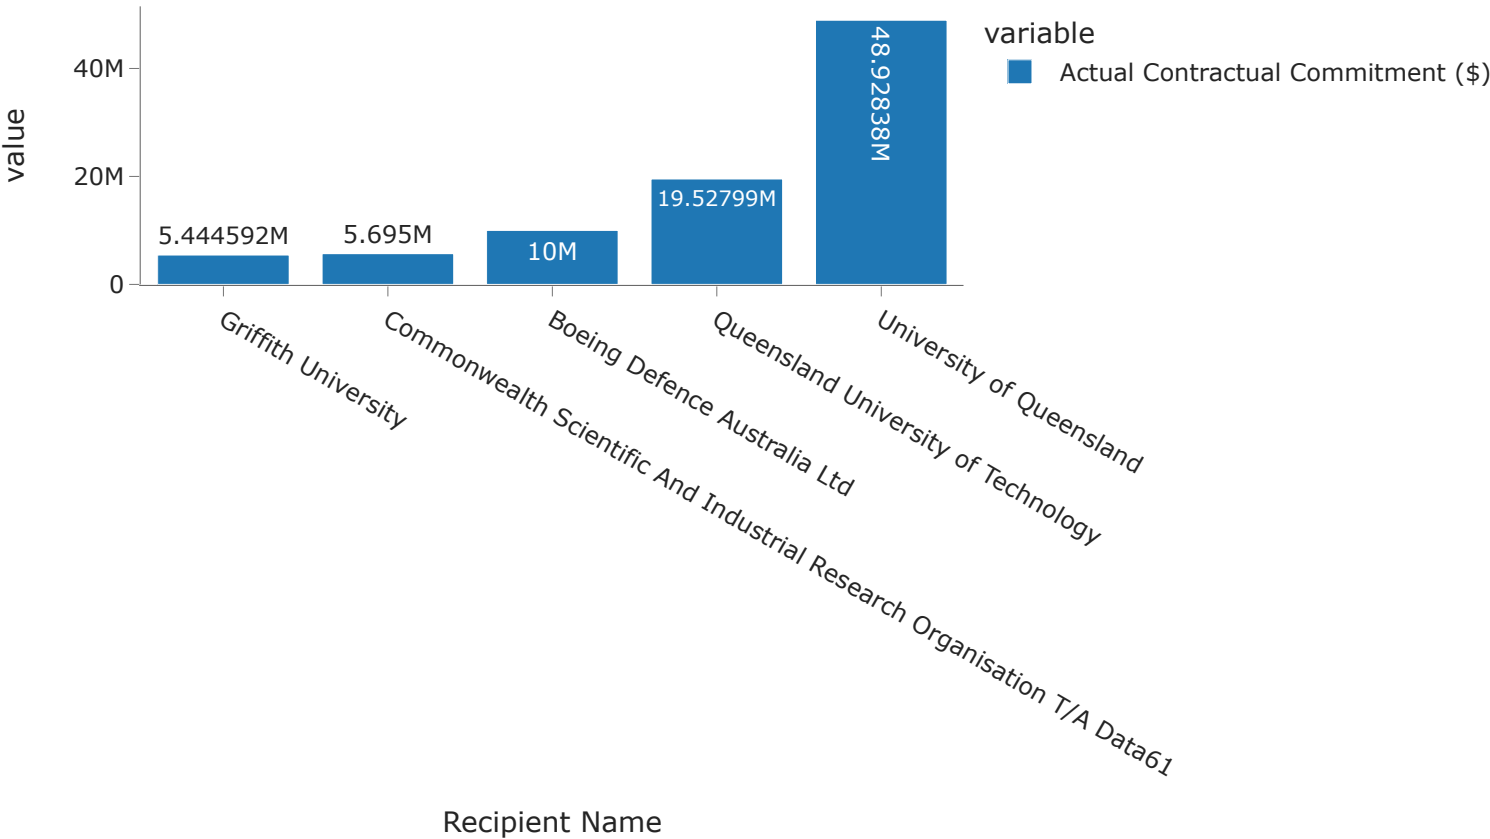 value
40M
20M
0
5.444592M
5.695M
10M
19.52799M
48.92838M
Griffith University
Commonwealth Scientific And Industrial Research Organisation T/A Data61
Boeing Defence Australia Ltd
Queensland University of Technology
University of Queensland
Recipient Name
variable
Actual Contractual Commitment ($)